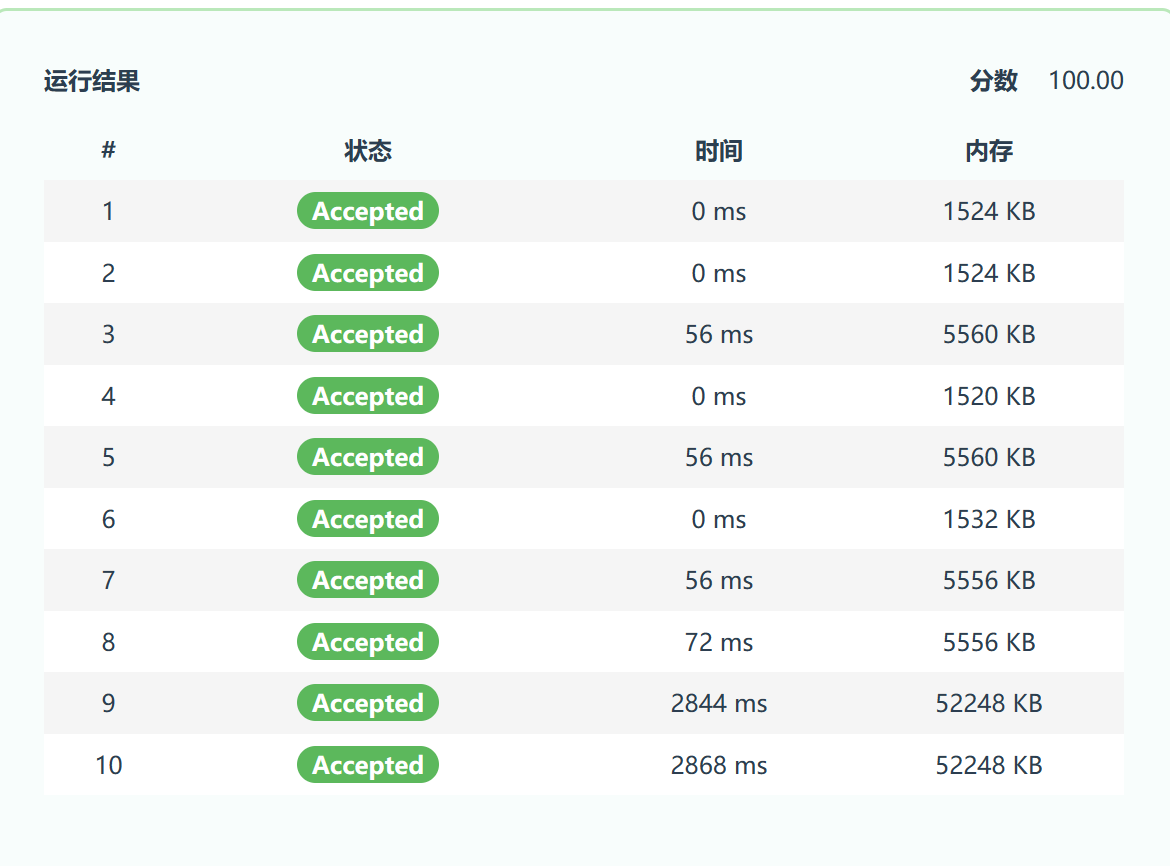 运行结果 分数 100.00
# 状态 时间 内存
1 Accepted 0 ms 1524 KB
2 Accepted 0 ms 1524 KB
3 Accepted 56 ms 5560 KB
4 Accepted 0 ms 1520 KB
5 Accepted 56 ms 5560 KB
6 Accepted 0 ms 1532 KB
7 Accepted 56 ms 5556 KB
8 Accepted 72 ms 5556 KB
9 Accepted 2844 ms 52248 KB
10 Accepted 2868 ms 52248 KB